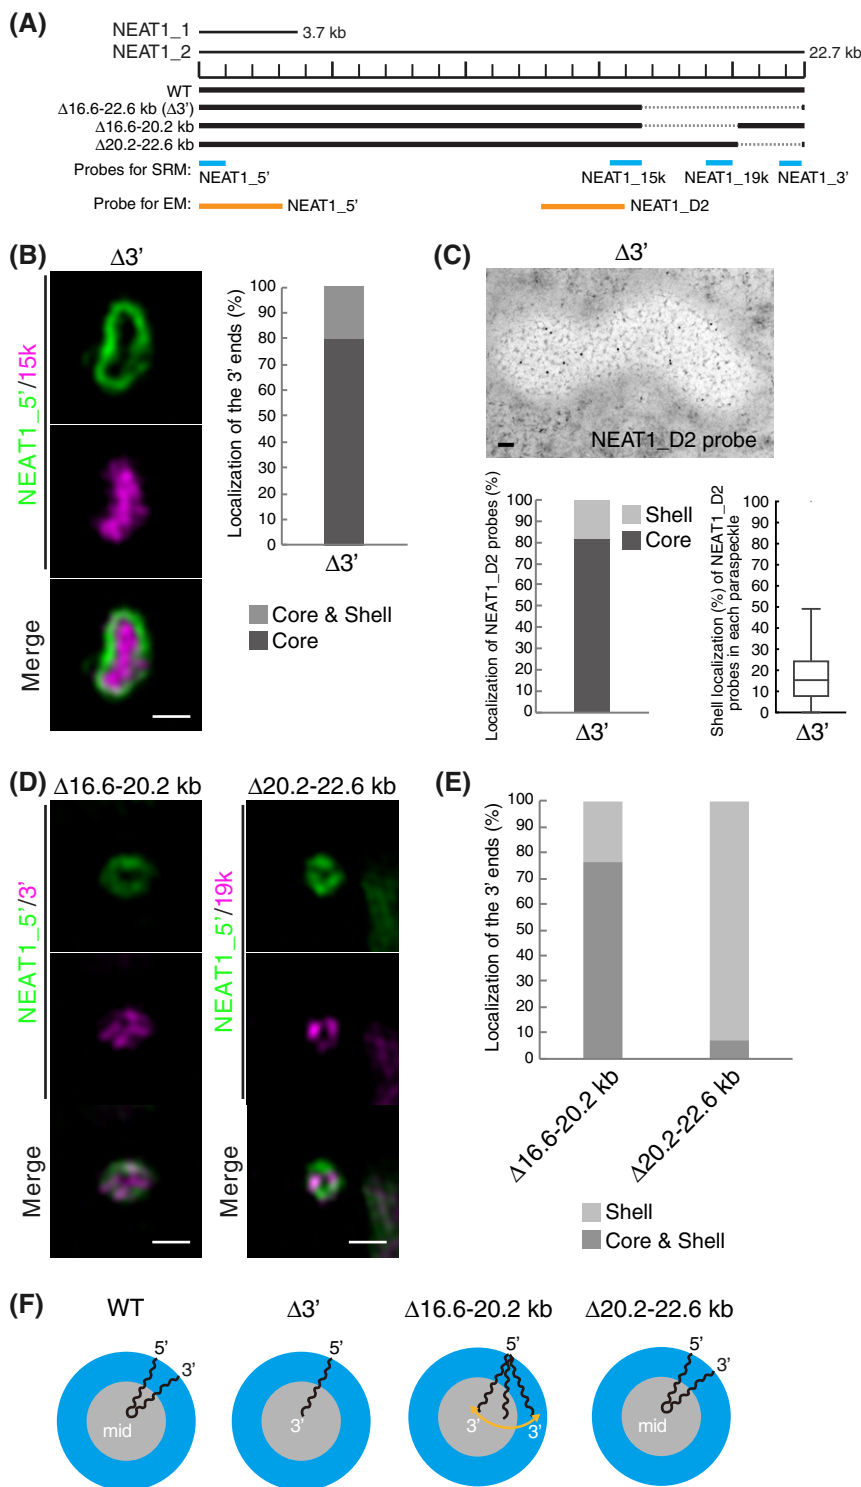 (A)
NEAT1_1
3.7 kb
NEAT1_2
22.7 kb
WT
Δ16.6-22.6 kb (Δ3’)
Δ16.6-20.2 kb
Δ20.2-22.6 kb
Probes for SRM:
NEAT1_5’
NEAT1_15k
NEAT1_19k
NEAT1_3’
Probe for EM:
NEAT1_5’
NEAT1_D2
(B)
Δ3’
NEAT1_5’/15k
Merge
Localization of the 3’ ends (%)
100
90
80
70
60
50
40
30
20
10
0
Δ3’
Core & Shell
Core
(C)
Δ3’
NEAT1_D2 probe
Localization of NEAT1_D2 probes (%)
100
90
80
70
60
50
40
30
20
10
0
Δ3’
Shell
Core
Shell localization (%) of NEAT1_D2
probes in each paraspeckle
100
90
80
70
60
50
40
30
20
10
0
Δ3’
(D)
Δ16.6-20.2 kb
Δ20.2-22.6 kb
NEAT1_5’/3’
Merge
NEAT1_5’/19k
Merge
(E)
Localization of the 3’ ends (%)
100
90
80
70
60
50
40
30
20
10
0
Δ16.6-20.2 kb
Δ20.2-22.6 kb
Shell
Core & Shell
(F)
WT
Δ3’
Δ16.6-20.2 kb
Δ20.2-22.6 kb
5’
3’
mid
5’
3’
5’
3’
3’
5’
3’
mid